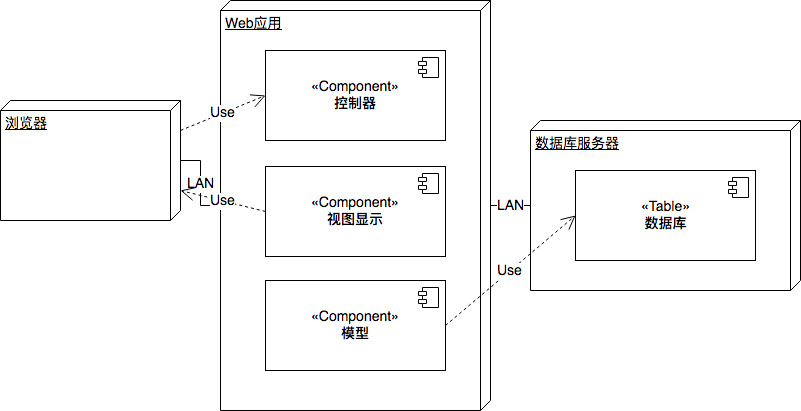 Web应用
«Component»
控制器
Use
浏览器
LAN
Use
«Component»
视图显示
«Component»
模型
LAN
Use
数据库服务器
«Table»
数据库